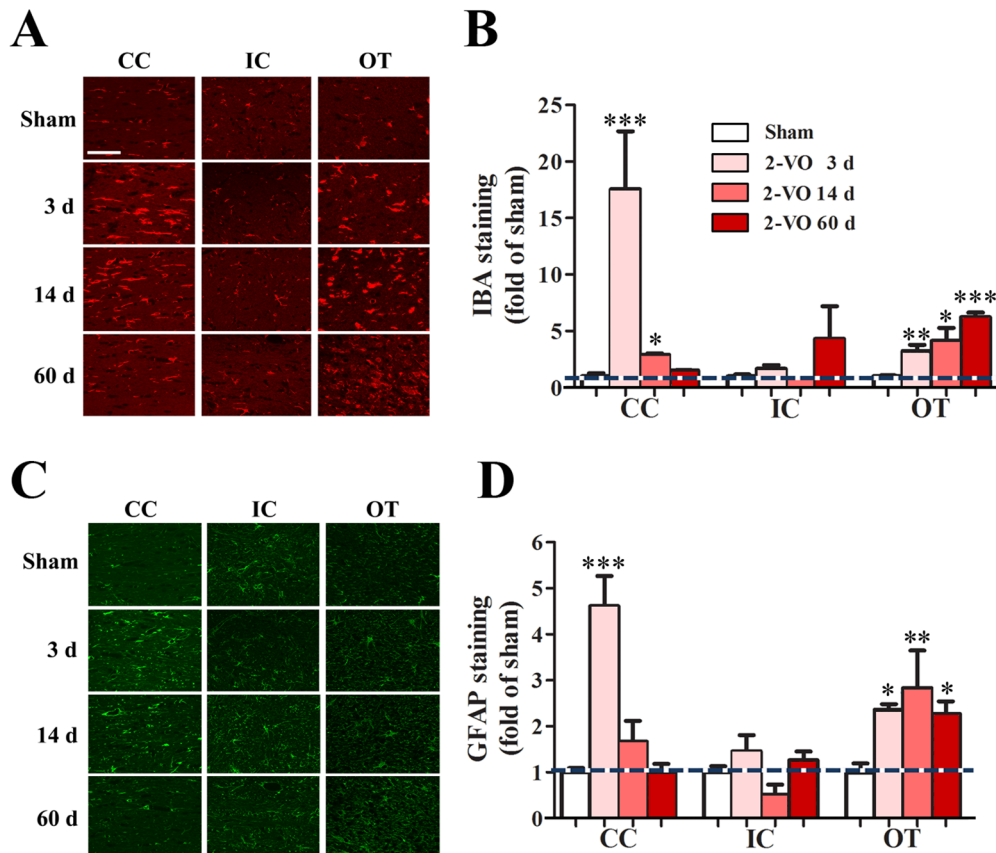 A
CC IC OT
Sham
3 d
14 d
60 d
B
IBA staining
(fold of sham)
25
20
15
10
5
0
***
*
**
*
***
Sham
2-VO 3 d
2-VO 14 d
2-VO 60 d
CC IC OT
C
CC IC OT
Sham
3 d
14 d
60 d
D
GFAP staining
(fold of sham)
6
5
4
3
2
1
0
***
*
**
*
CC IC OT